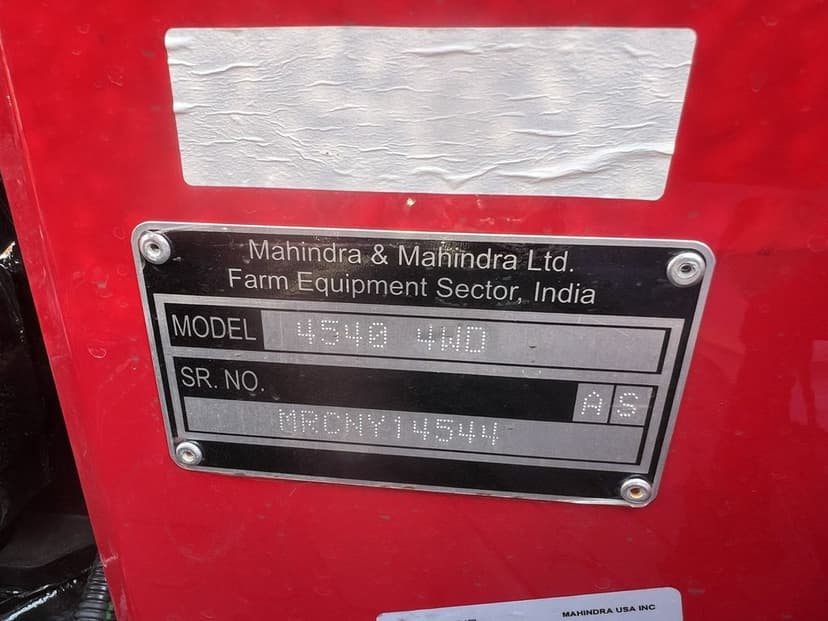 Mahindra & Mahindra Ltd.
Farm Equipment Sector, India
MODEL 4540 4WD
SR. NO. A S
MRCNY14544
MAHINDRA USA INC